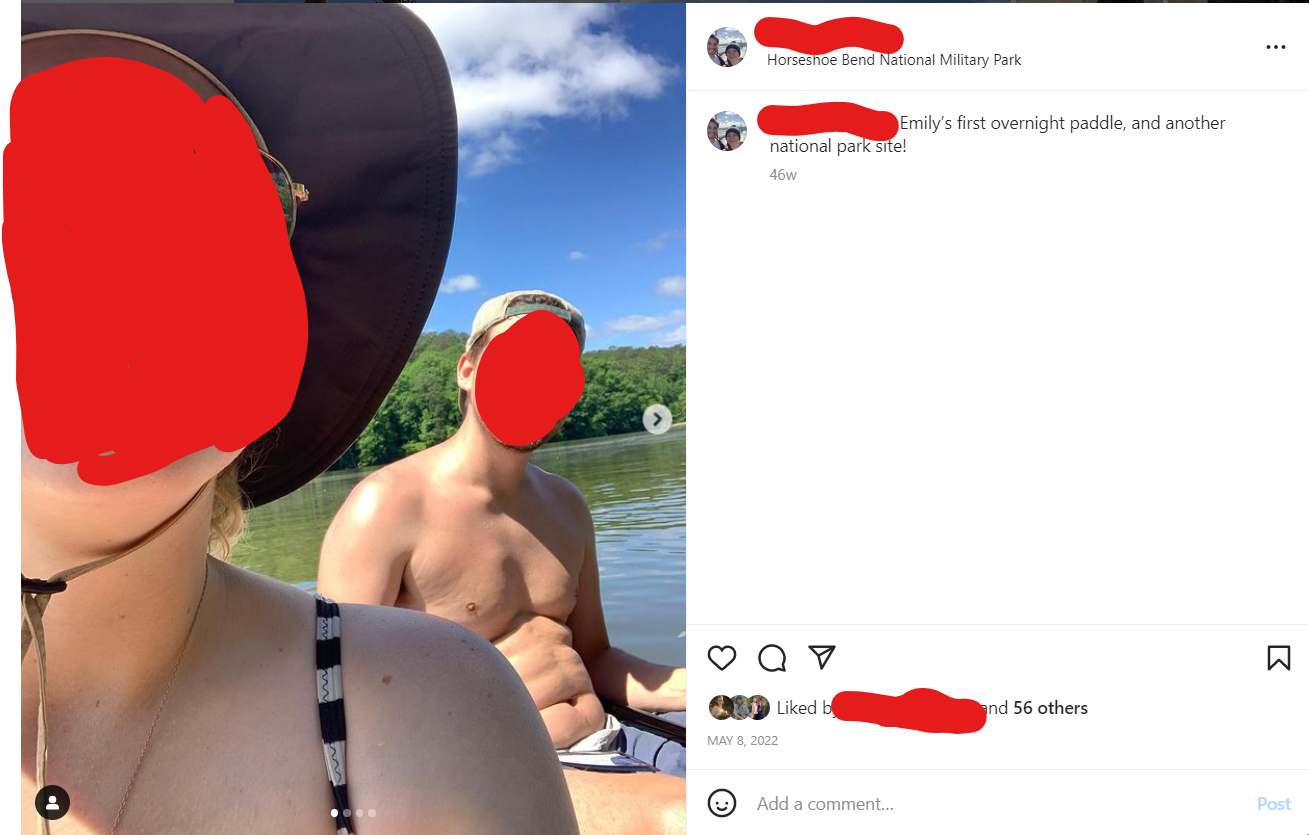 Horseshoe Bend National Military Park
Emily’s first overnight paddle, and another
national park site!
46w
Liked by and 56 others
MAY 8, 2022
Add a comment...
Post